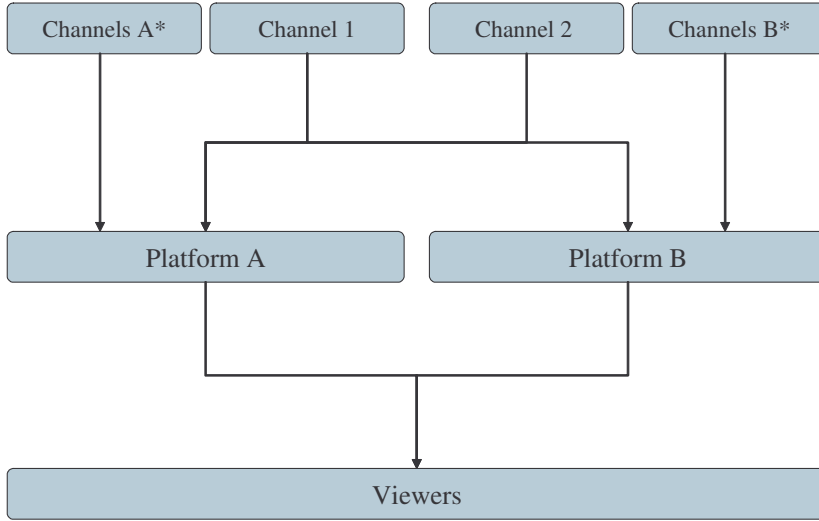 Channels A*
Channel 1
Channel 2
Channels B*
Platform A
Platform B
Viewers